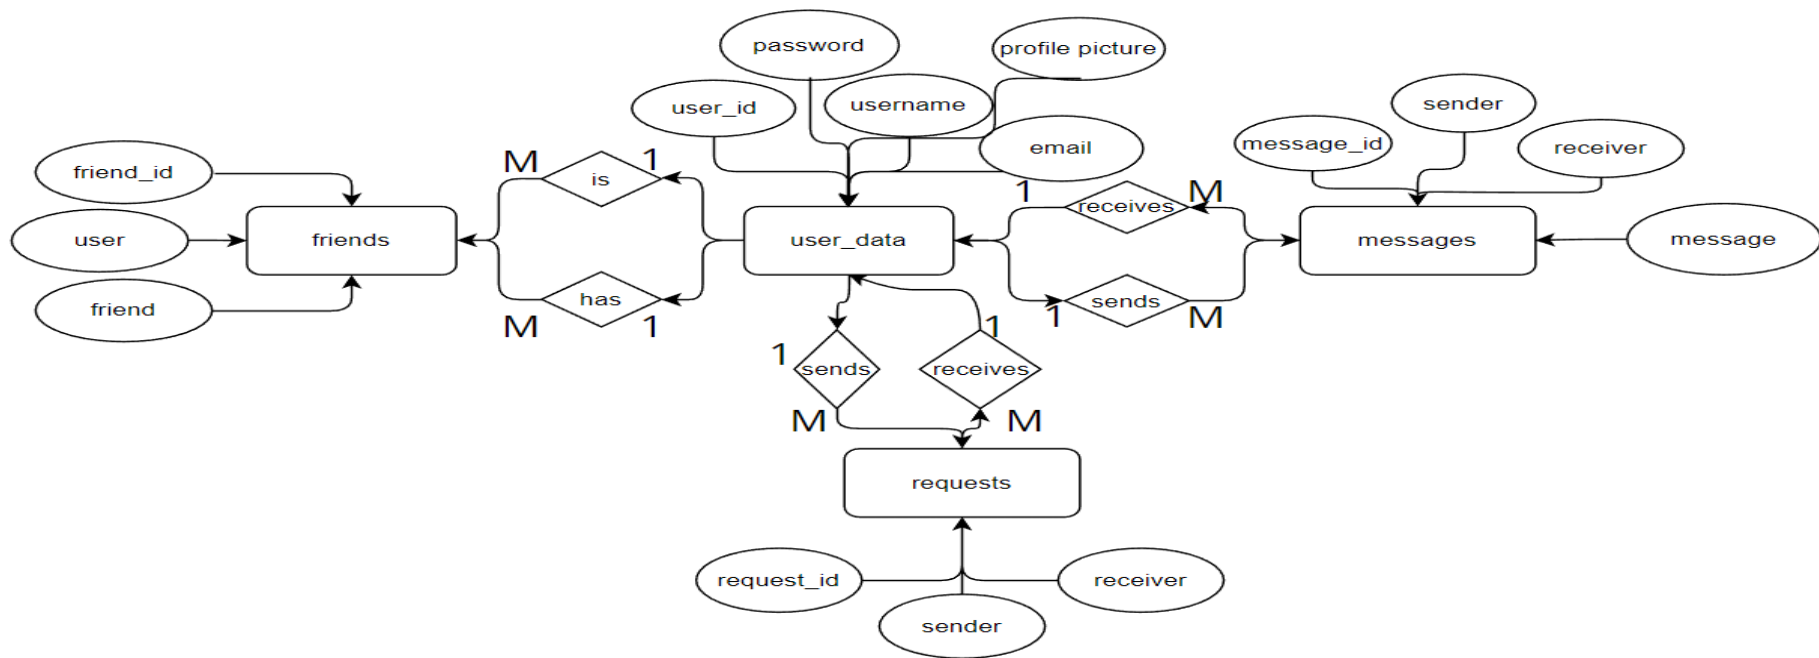 password
profile picture
user_id
username
email
sender
message_id
receiver
friend_id
M
1
is
user
friends
user_data
1
receives
M
messages
message
friend
has
M
1
1
sends
M
1
sends
1
receives
M
M
requests
request_id
receiver
sender